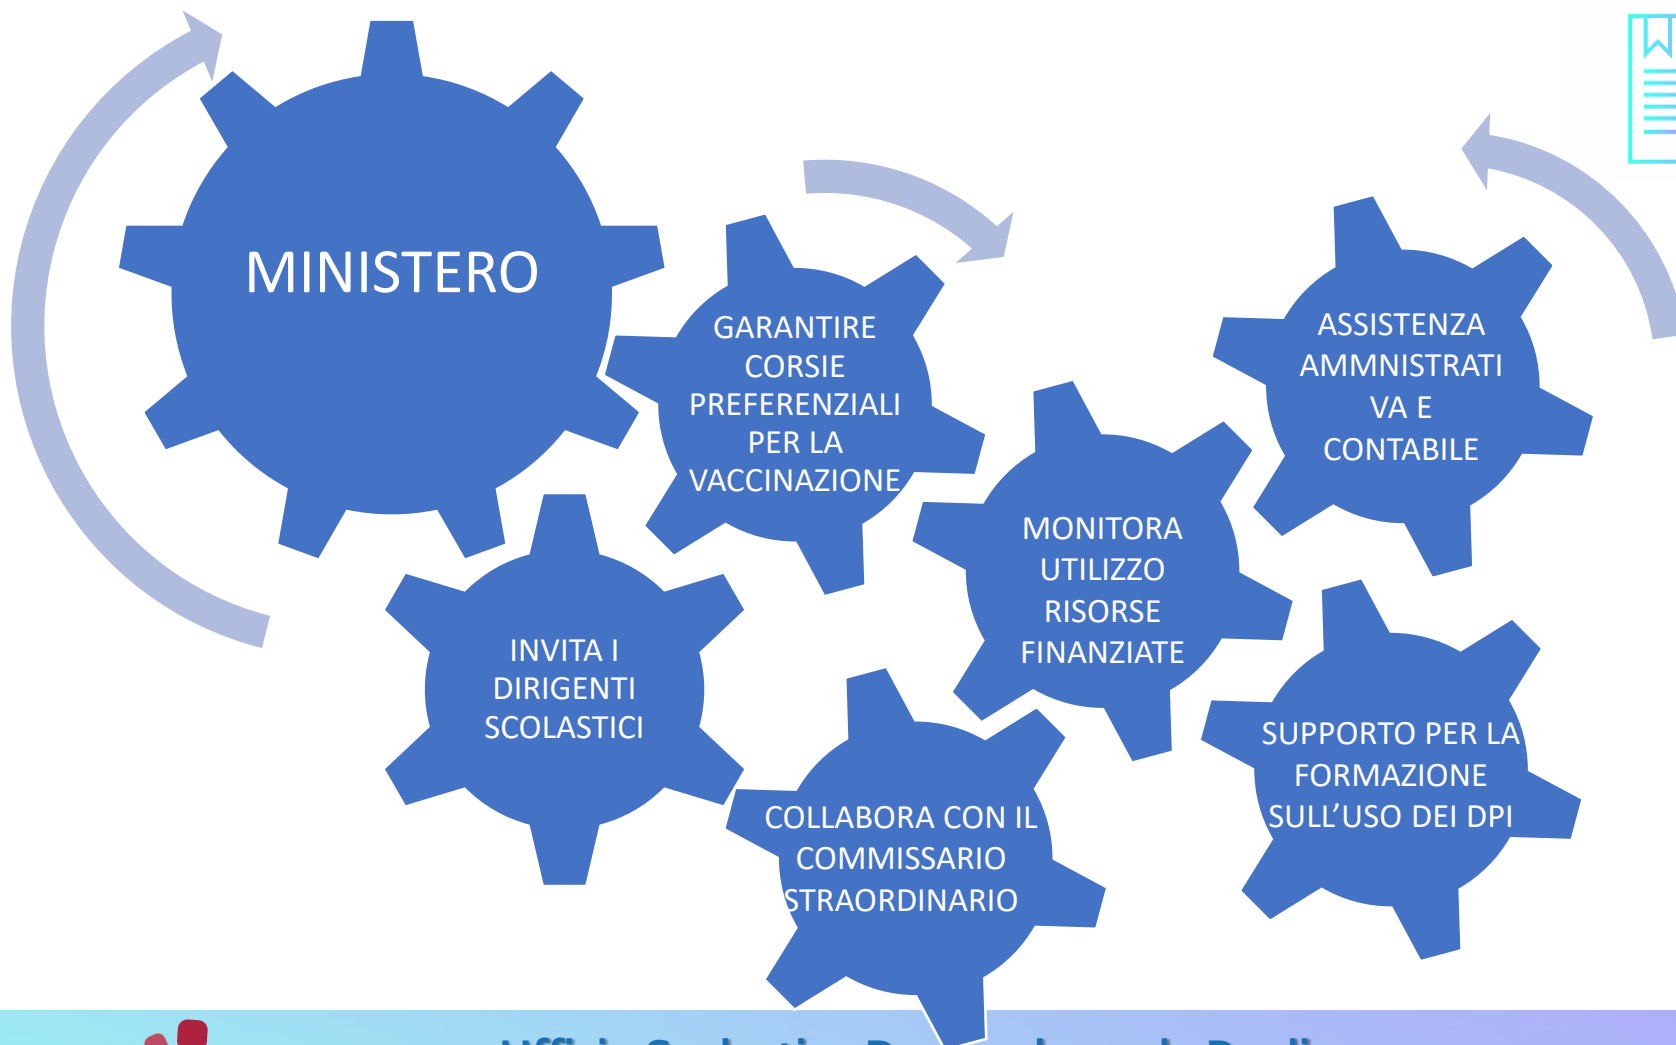 MINISTERO
GARANTIRE
CORSIE
PREFERENZIALI
PER LA
VACCINAZIONE
ASSISTENZA
AMMNISTRATI
VA E
CONTABILE
MONITORA
UTILIZZO
RISORSE
FINANZIATE
INVITA I
DIRIGENTI
SCOLASTICI
SUPPORTO PER LA
FORMAZIONE
SULL’USO DEI DPI
COLLABORA CON IL
COMMISSARIO
STRAORDINARIO